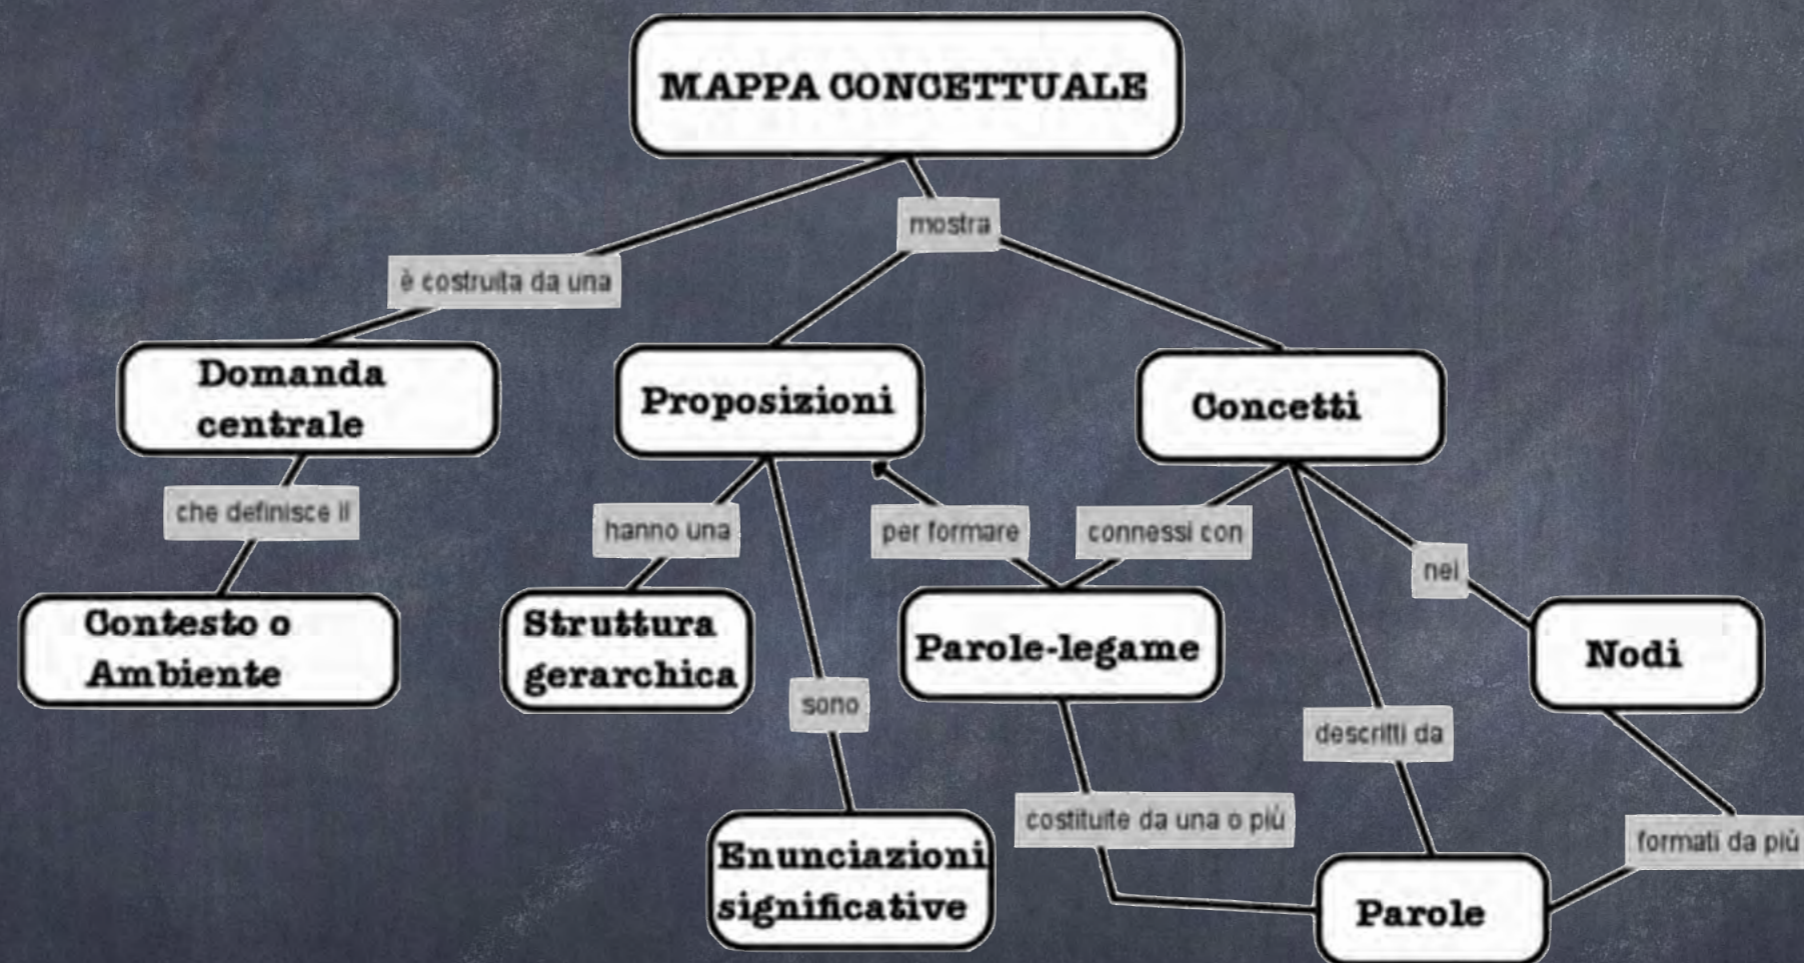 MAPPA CONCETTUALE
mostra
è costruita da una
Domanda
centrale
Proposizioni
Concetti
che definisce il
hanno una
per formare
connessi con
nei
Contesto o
Ambiente
Struttura
gerarchica
Parole-legame
Nodi
sono
descritti da
costituite da una o più
formati da più
Enunciazioni
significative
Parole